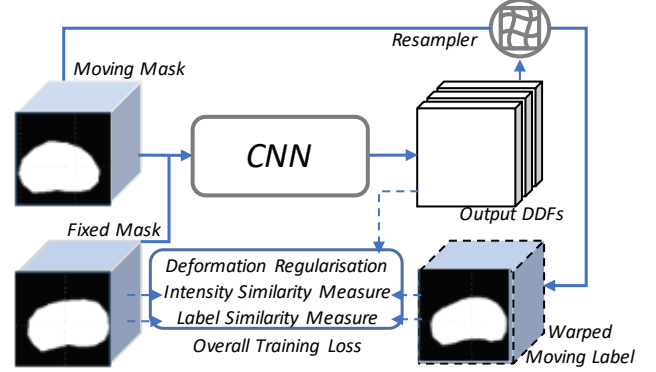 Resampler
Moving Mask
CNN
Output DDFs
Fixed Mask
Deformation Regularisation
Intensity Similarity Measure
Label Similarity Measure
Overall Training Loss
Warped
Moving Label